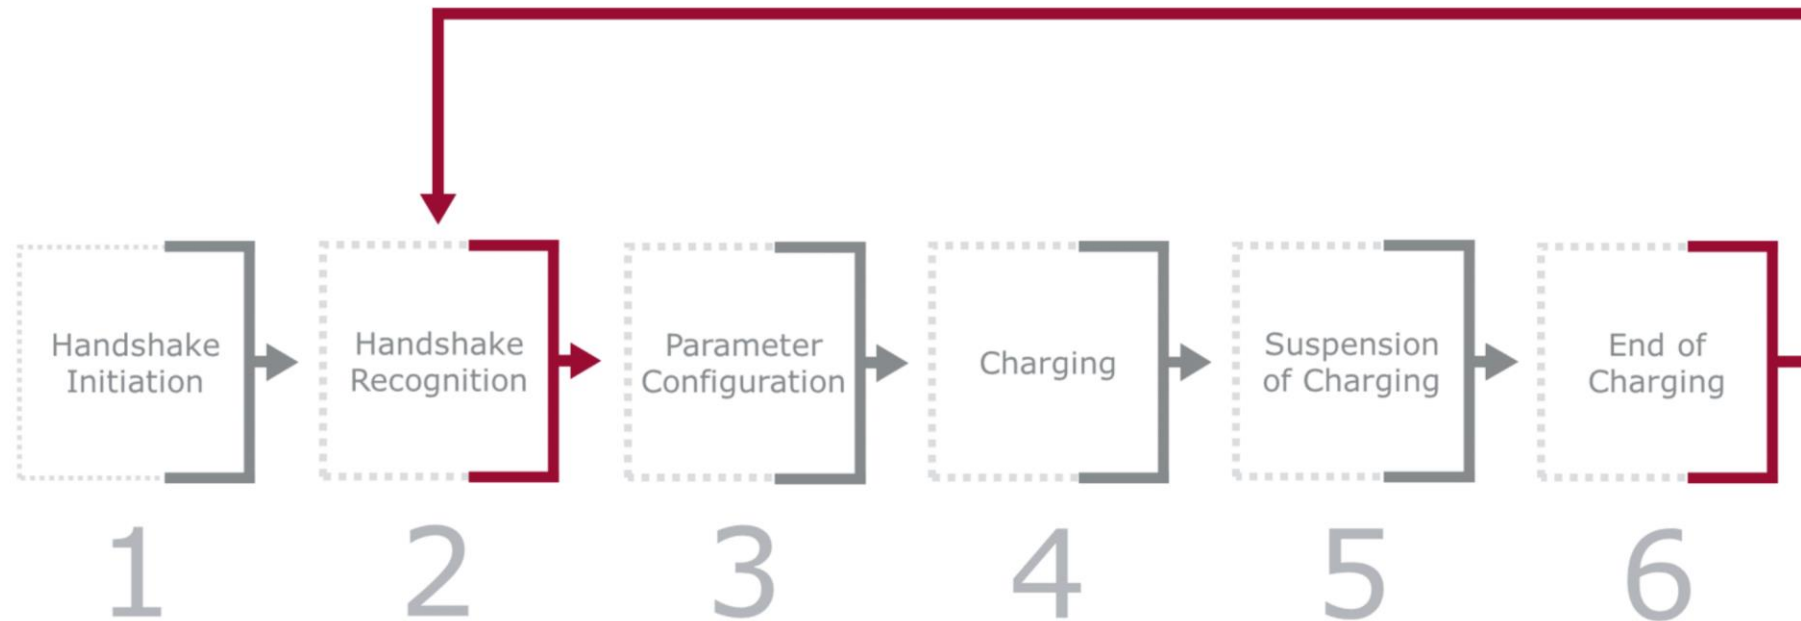 Handshake
Initiation
Handshake
Recognition
Parameter
Configuration
Charging
Suspension
of Charging
End of
Charging
1
2
3
4
5
6